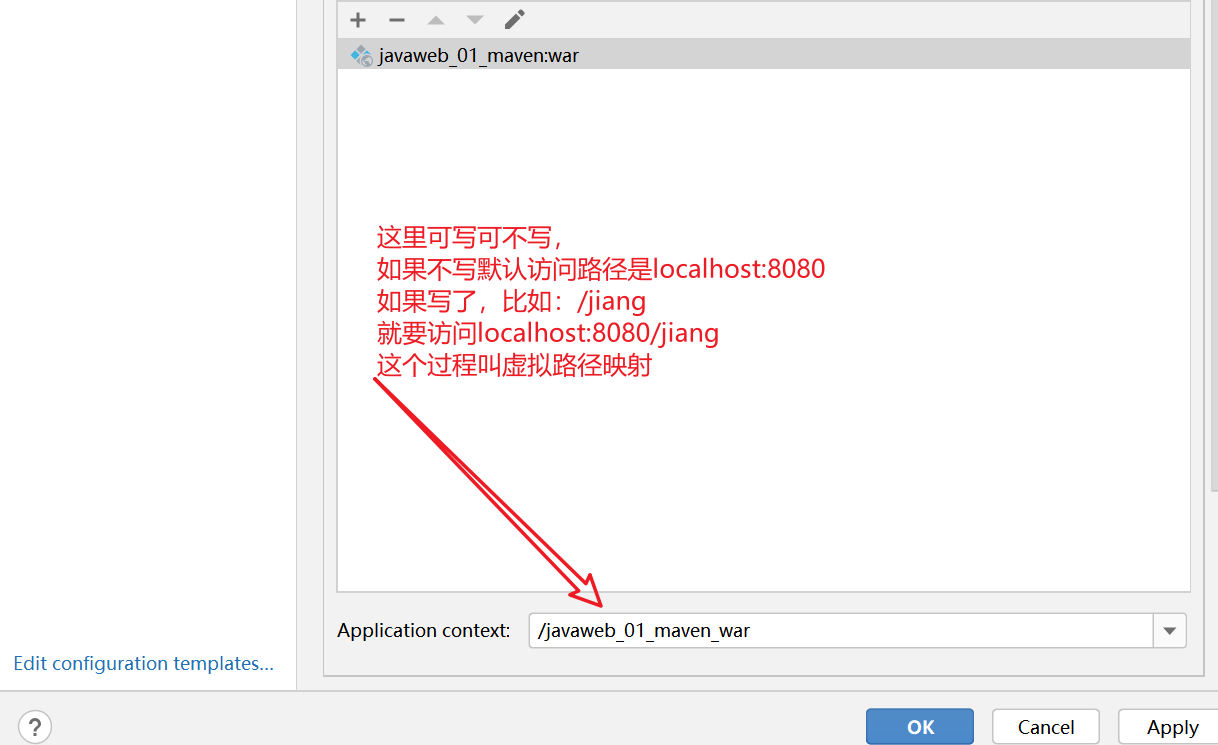 javaweb_01_maven:war
这里可写可不写，
如果不写默认访问路径是localhost:8080
如果写了，比如：/jiang
就要访问localhost:8080/jiang
这个过程叫虚拟路径映射
Application context: /javaweb_01_maven_war
Edit configuration templates...
?
OK Cancel Apply